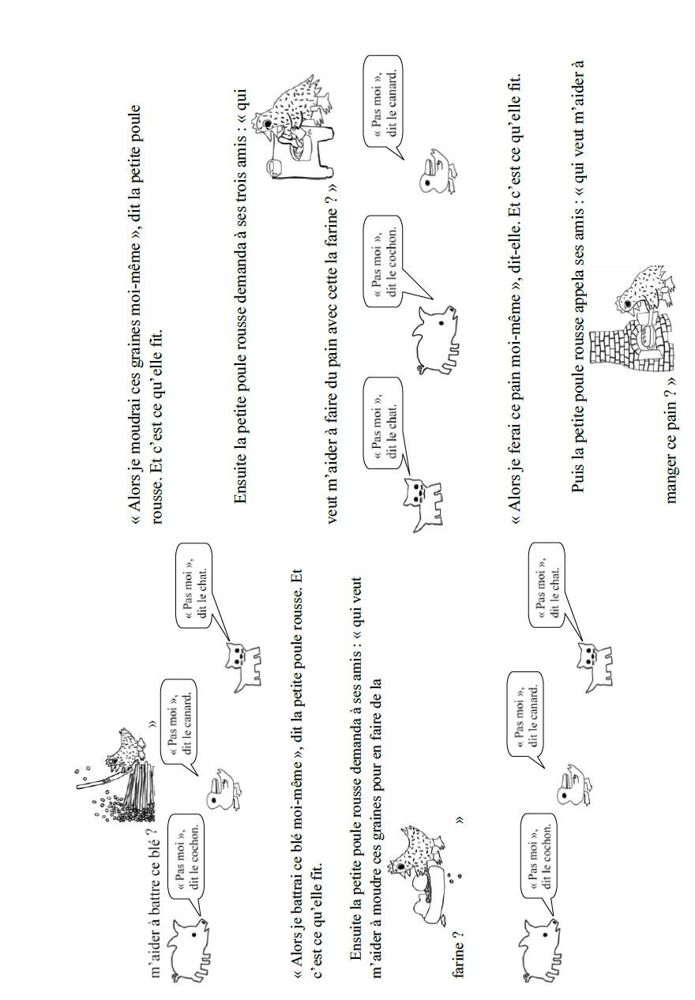 m’aider à battre ce blé ? »
« Pas moi »,
dit le cochon.
« Pas moi »,
dit le canard.
« Pas moi »,
dit le chat.
« Alors je battrai ce blé moi-même », dit la petite poule rousse. Et
c’est ce qu’elle fit.
Ensuite la petite poule rousse demanda à ses amis : « qui veut
m’aider à moudre ces graines pour en faire de la
farine ? »
« Pas moi »,
dit le cochon.
« Pas moi »,
dit le canard.
« Pas moi »,
dit le chat.
« Alors je moudrai ces graines moi-même », dit la petite poule
rousse. Et c’est ce qu’elle fit.
Ensuite la petite poule rousse demanda à ses trois amis : « qui
veut m’aider à faire du pain avec cette la farine ? »
« Pas moi »,
dit le chat.
« Pas moi »,
dit le cochon.
« Pas moi »,
dit le canard.
« Alors je ferai ce pain moi-même », dit-elle. Et c’est ce qu’elle fit.
Puis la petite poule rousse appela ses amis : « qui veut m’aider à
manger ce pain ? »